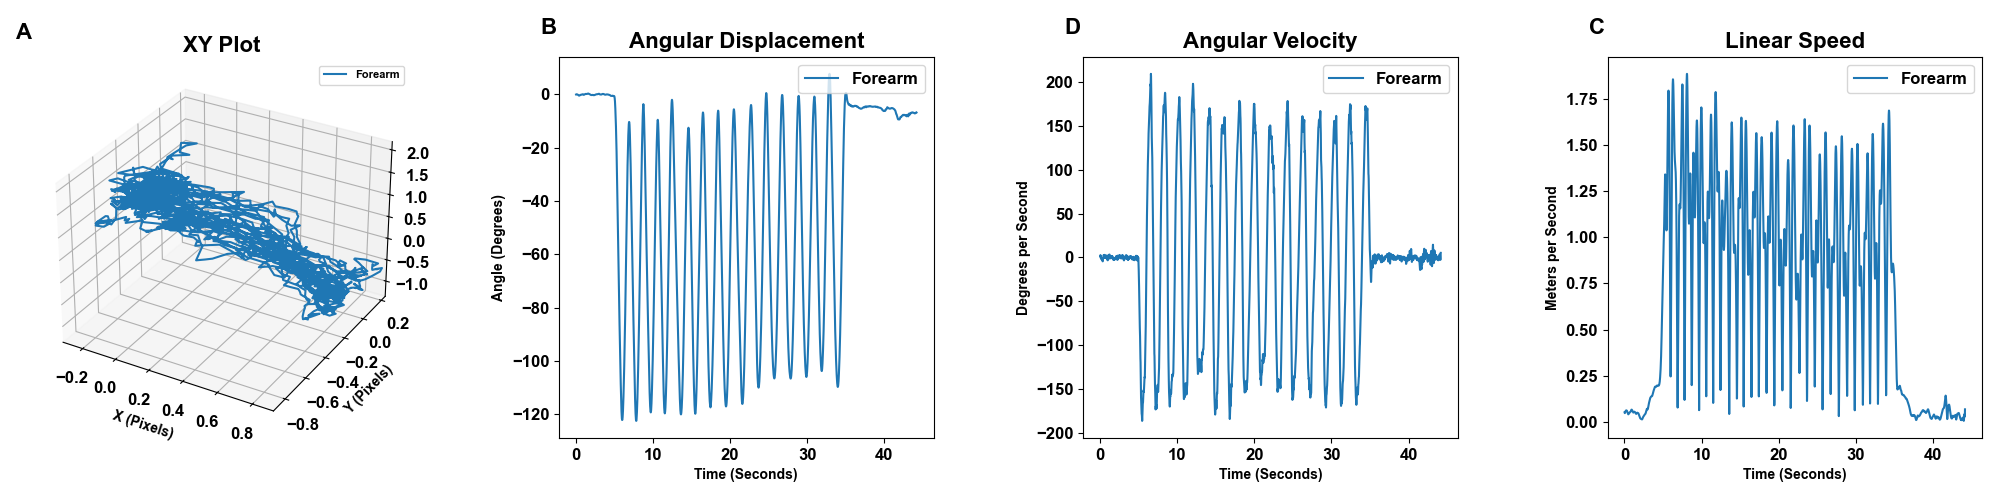 A
XY Plot
Forearm
2.0
1.5
1.0
0.5
0.0
−0.5
−1.0
0.2
0.0
−0.2
−0.4
−0.6
−0.8
Y (Pixels)
−0.2
0.0
0.2
0.4
0.6
0.8
X (Pixels)
B
Angular Displacement
Forearm
0
−20
−40
−60
−80
−100
−120
Angle (Degrees)
0 10 20 30 40
Time (Seconds)
D
Angular Velocity
Forearm
200
150
100
50
0
−50
−100
−150
−200
Degrees per Second
0 10 20 30 40
Time (Seconds)
C
Linear Speed
Forearm
1.75
1.50
1.25
1.00
0.75
0.50
0.25
0.00
Meters per Second
0 10 20 30 40
Time (Seconds)